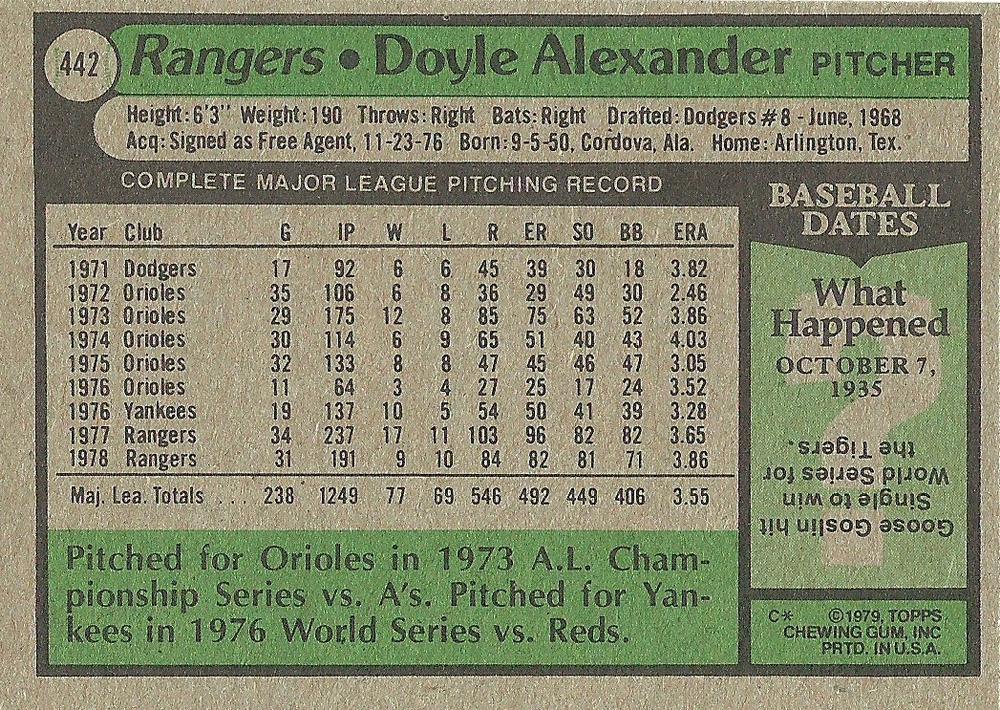 442 Rangers • Doyle Alexander PITCHER
Height: 6'3" Weight: 190 Throws: Right Bats: Right Drafted: Dodgers #8 - June, 1968
Acq: Signed as Free Agent, 11-23-76 Born: 9-5-50, Cordova, Ala. Home: Arlington, Tex.
COMPLETE MAJOR LEAGUE PITCHING RECORD
Year Club G IP W L R ER SO BB ERA
1971 Dodgers 17 92 6 6 45 39 30 18 3.82
1972 Orioles 35 106 6 8 36 29 49 30 2.46
1973 Orioles 29 175 12 8 85 75 63 52 3.86
1974 Orioles 30 114 6 9 65 51 40 43 4.03
1975 Orioles 32 133 8 8 47 45 46 47 3.05
1976 Orioles 11 64 3 4 27 25 17 24 3.52
1976 Yankees 19 137 10 5 54 50 41 39 3.28
1977 Rangers 34 237 17 11 103 96 82 82 3.65
1978 Rangers 31 191 9 10 84 82 81 71 3.86
Maj. Lea. Totals . . . 238 1249 77 69 546 492 449 406 3.55
Pitched for Orioles in 1973 A.L. Cham-
pionship Series vs. A's. Pitched for Yan-
kees in 1976 World Series vs. Reds.
BASEBALL
DATES
What
Happened
OCTOBER 7,
1935
Goose Goslin hit
Single to win
World Series for
the Tigers.
C* ©1979, TOPPS
CHEWING GUM, INC
PRTD. IN U.S.A.